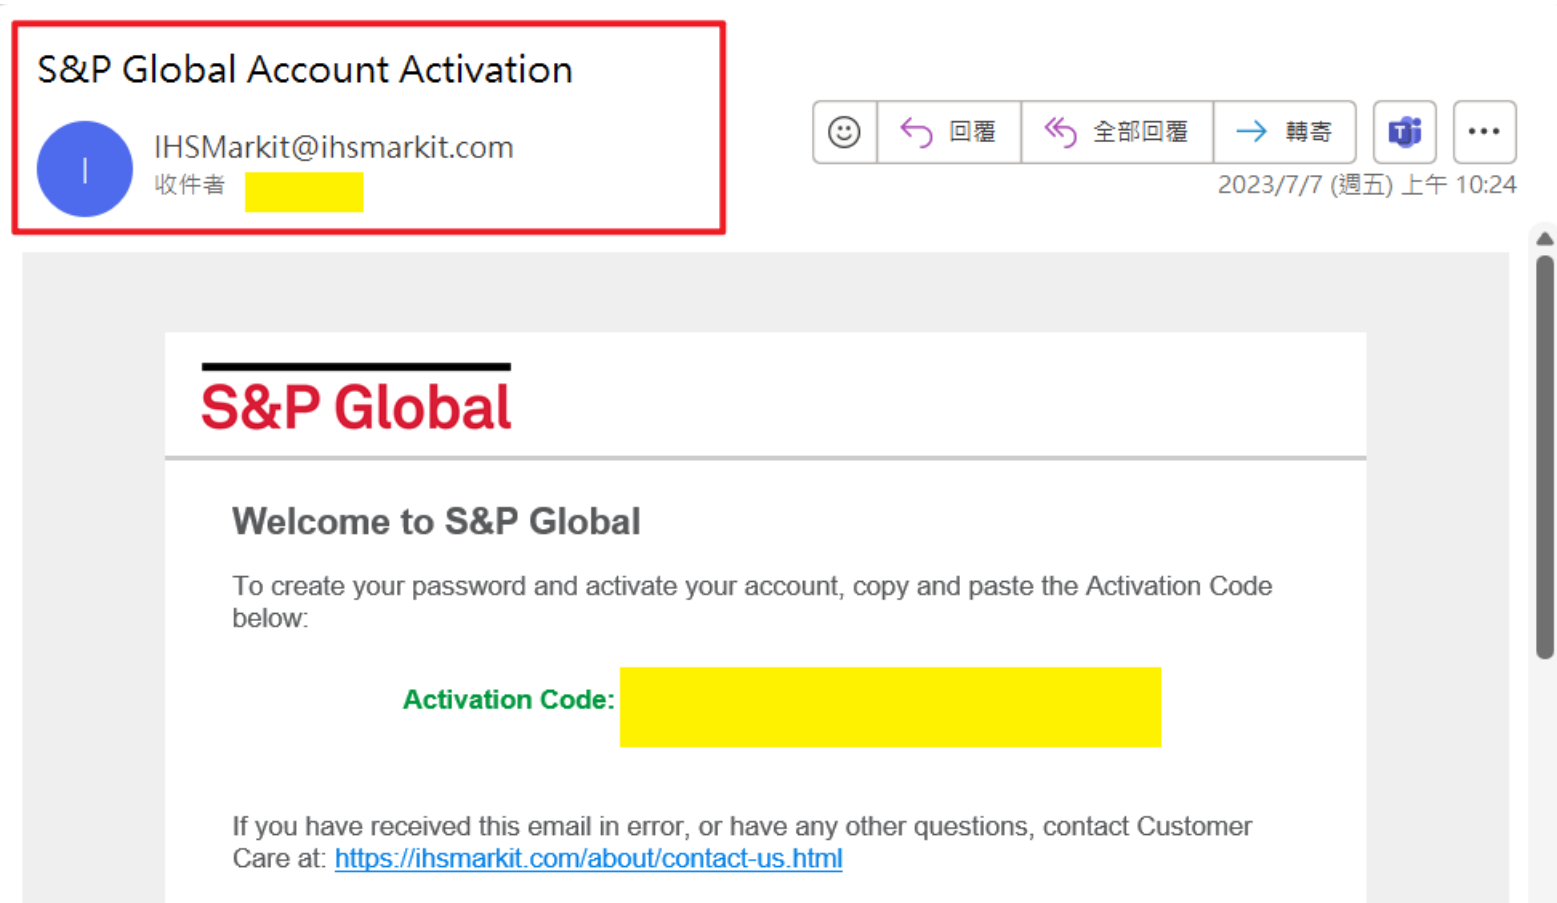 S&P Global Account Activation
I
IHSMarkit@ihsmarkit.com
收件者
回覆
全部回覆
轉寄
2023/7/7 (週五) 上午 10:24
S&P Global
Welcome to S&P Global
To create your password and activate your account, copy and paste the Activation Code
below:
Activation Code:
If you have received this email in error, or have any other questions, contact Customer
Care at: https://ihsmarkit.com/about/contact-us.html